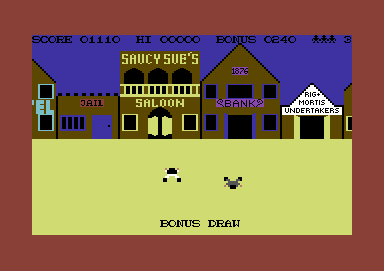 SCORE 01110 HI 00000 BONUS 0240 3
SAUCY SUE'S
1876
'EL
JAIL
SALOON
$BANK$
RIG+
MORTIS
UNDERTAKERS
BONUS DRAW